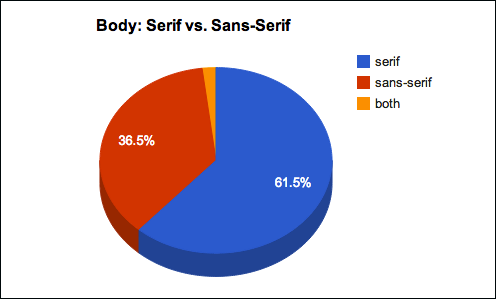 Body: Serif vs. Sans-Serif
serif
sans-serif
both
36.5%
61.5%